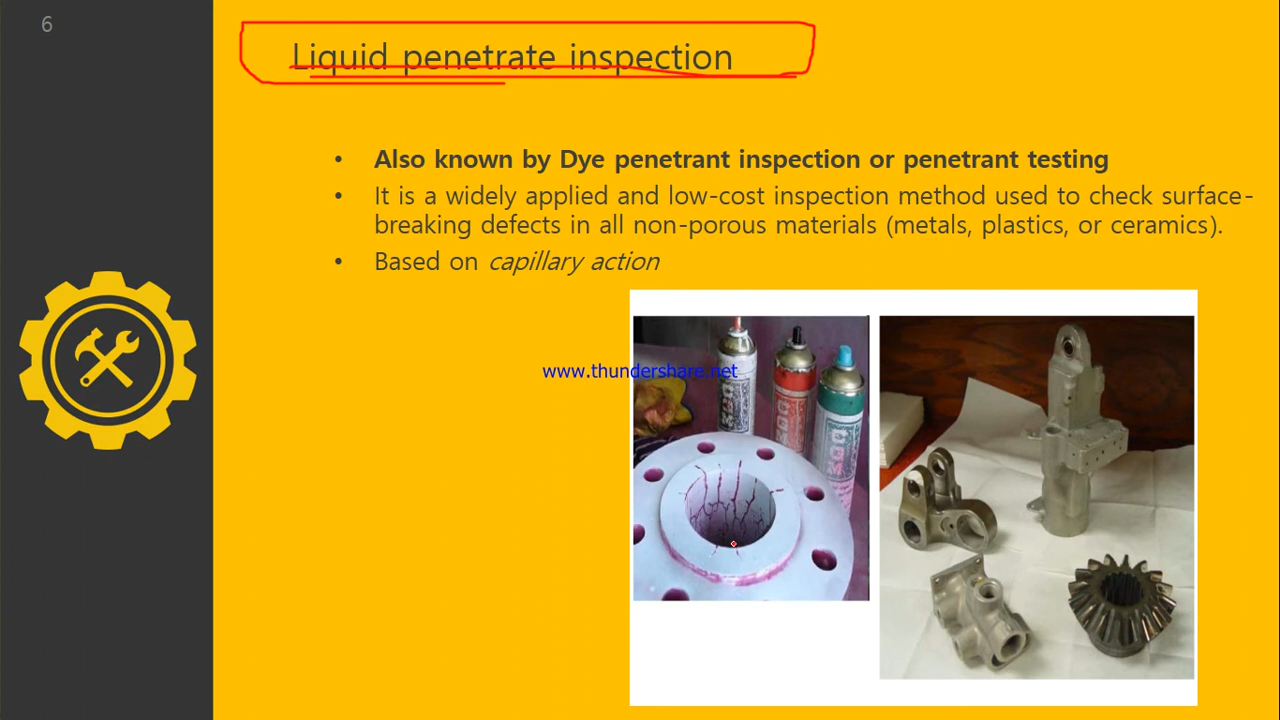 6
Liquid penetrate inspection
• Also known by Dye penetrant inspection or penetrant testing
• It is a widely applied and low-cost inspection method used to check surface-
breaking defects in all non-porous materials (metals, plastics, or ceramics).
• Based on capillary action
www.thundershare.net